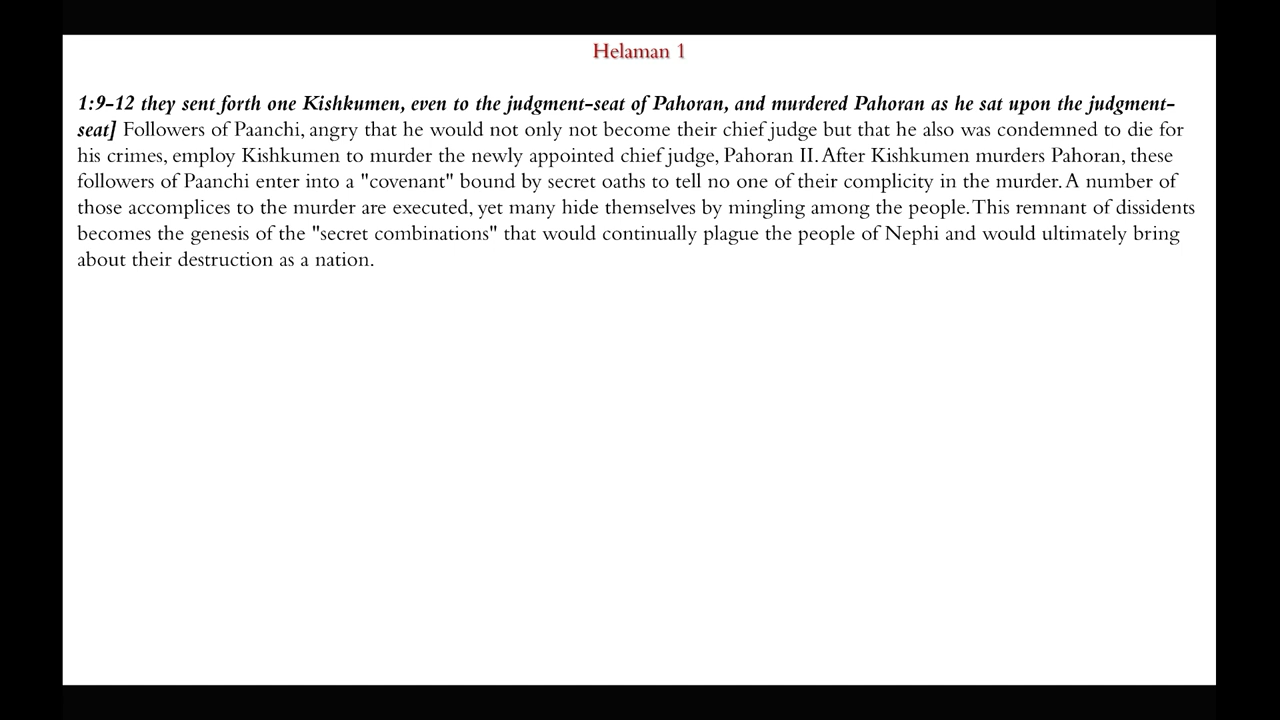 Helaman 1
1:9-12 they sent forth one Kishkumen, even to the judgment-seat of Pahoran, and murdered Pahoran as he sat upon the judgment-
seat] Followers of Paanchi, angry that he would not only not become their chief judge but that he also was condemned to die for
his crimes, employ Kishkumen to murder the newly appointed chief judge, Pahoran II. After Kishkumen murders Pahoran, these
followers of Paanchi enter into a "covenant" bound by secret oaths to tell no one of their complicity in the murder. A number of
those accomplices to the murder are executed, yet many hide themselves by mingling among the people. This remnant of dissidents
becomes the genesis of the "secret combinations" that would continually plague the people of Nephi and would ultimately bring
about their destruction as a nation.